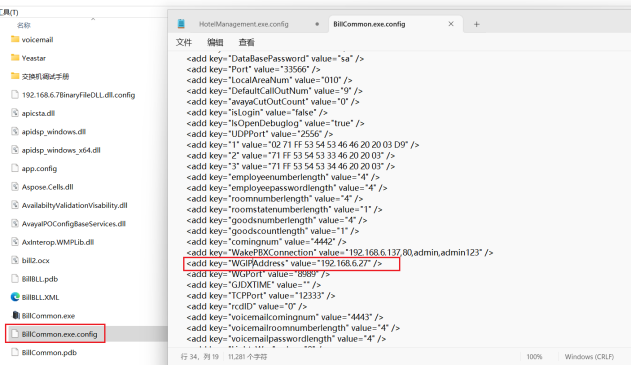 工具(T)
名称
voicemail
Yeastar
交换机调试手册
192.168.6.7BinaryFileDLL.dll.config
apicsta.dll
apidsp_windows.dll
apidsp_windows_x64.dll
app.config
Aspose.Cells.dll
AvailabiltyValidationVisability.dll
AvayaIPOConfigBaseServices.dll
AxInterop.WMPLib.dll
bill2.ocx
BillBLL.pdb
BillBLL.XML
BillCommon.exe
BillCommon.exe.config
BillCommon.pdb
HotelManagement.exe.config
BillCommon.exe.config
文件 编辑 查看
<add key="DataBasePassword" value="sa" />
<add key="Port" value="33566" />
<add key="LocalAreaNum" value="010" />
<add key="DefaultCallOutNum" value="9" />
<add key="avayaCutOutCount" value="0" />
<add key="isLogin" value="false" />
<add key="IsOpenDebuglog" value="true" />
<add key="UDPPort" value="2556" />
<add key="1" value="02 71 FF 53 54 53 46 46 20 20 03 D9" />
<add key="2" value="71 FF 53 54 53 33 46 20 20 03" />
<add key="3" value="71 FF 53 53 54 34 46 20 20 03" />
<add key="employeenumberlength" value="4" />
<add key="employeepasswordlength" value="4" />
<add key="roomnumberlength" value="4" />
<add key="roomstatenumberlength" value="1" />
<add key="goodsnumberlength" value="4" />
<add key="goodscountlength" value="1" />
<add key="comingnum" value="4442" />
<add key="WakePBXConnection" value="192.168.6.137,80,admin,admin123" />
<add key="WGIPAddress" value="192.168.6.27" />
<add key="WGPort" value="8989" />
<add key="GJDXTIME" value="" />
<add key="TCPPort" value="12333" />
<add key="rcdID" value="0" />
<add key="voicemailcomingnum" value="4443" />
<add key="voicemailroomnumberlength" value="4" />
<add key="voicemailpasswordlength" value="4" />
行 34，列 19 11,281 个字符 100% Windows (CRLF)